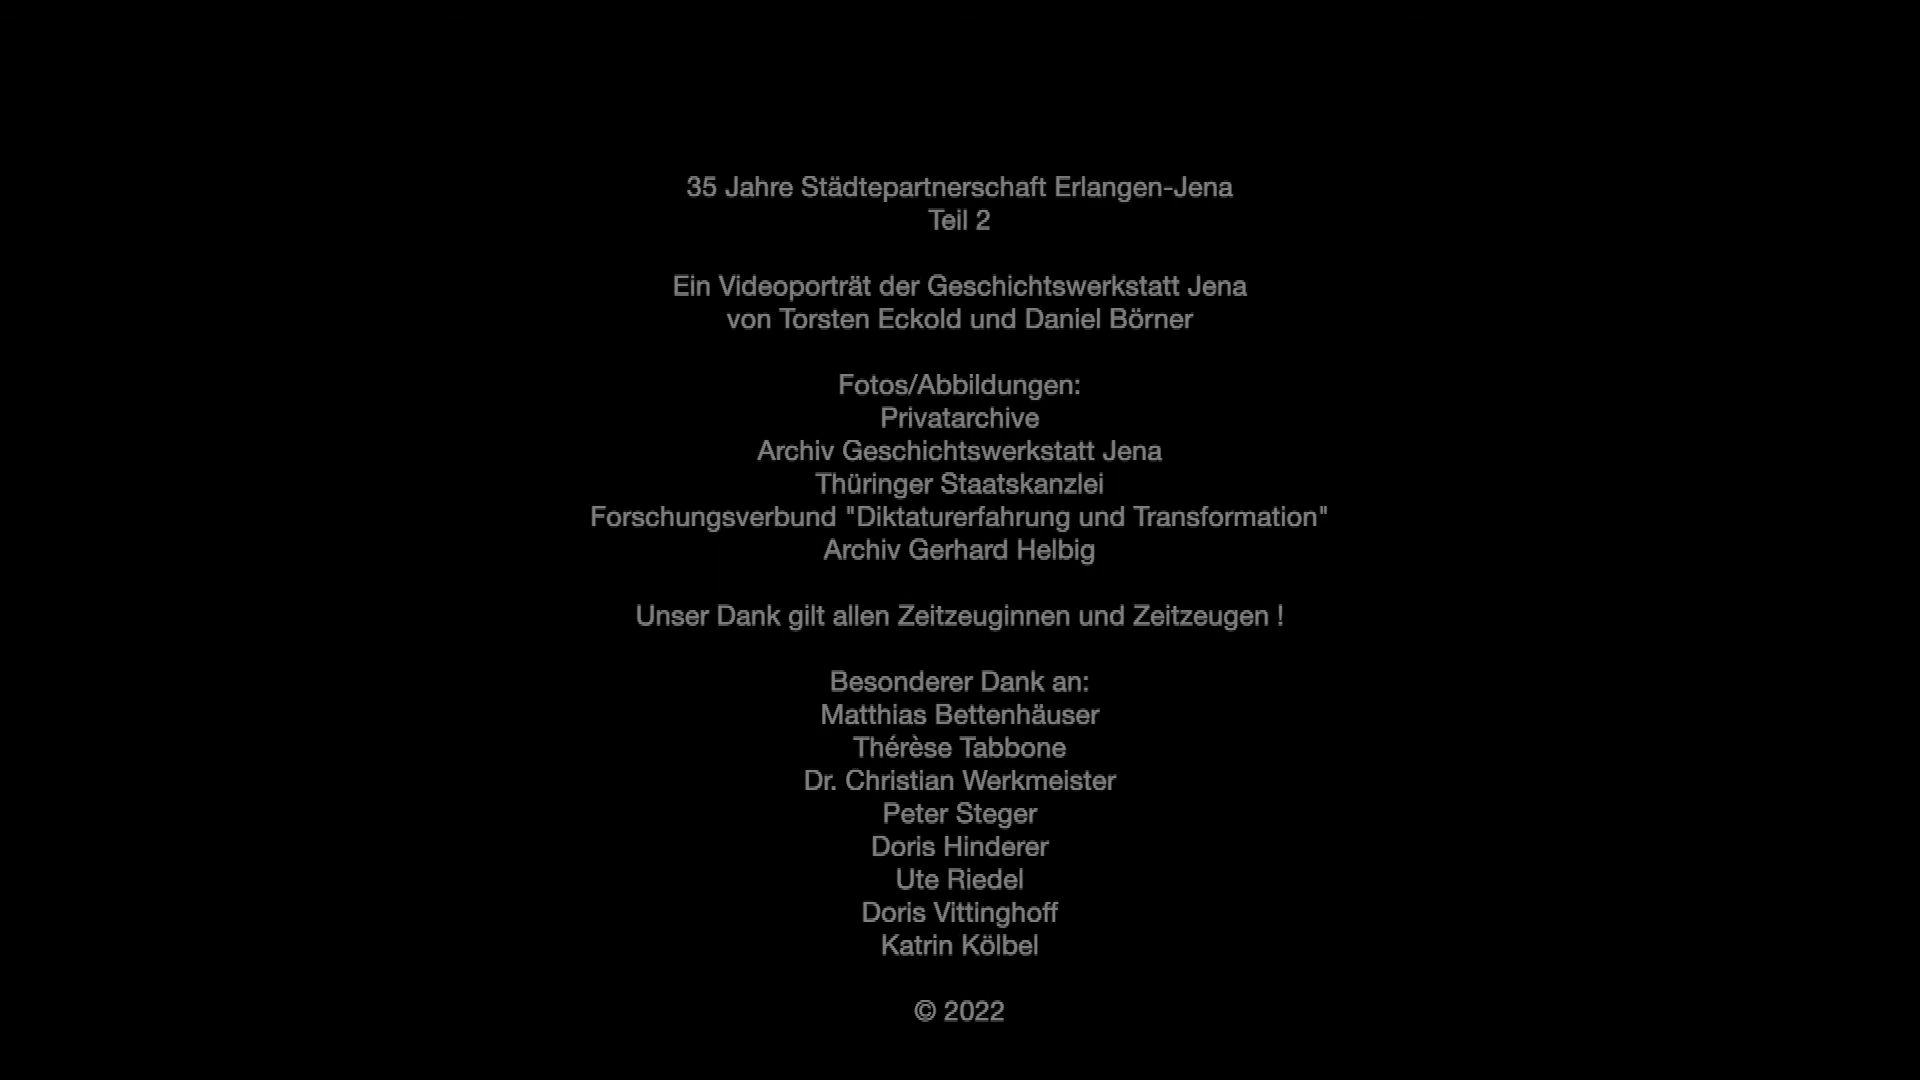 35 Jahre Städtepartnerschaft Erlangen-Jena
Teil 2
Ein Videoporträt der Geschichtswerkstatt Jena
von Torsten Eckold und Daniel Börner
Fotos/Abbildungen:
Privatarchive
Archiv Geschichtswerkstatt Jena
Thüringer Staatskanzlei
Forschungsverbund "Diktaturerfahrung und Transformation"
Archiv Gerhard Helbig
Unser Dank gilt allen Zeitzeuginnen und Zeitzeugen !
Besonderer Dank an:
Matthias Bettenhäuser
Thérèse Tabbone
Dr. Christian Werkmeister
Peter Steger
Doris Hinderer
Ute Riedel
Doris Vittinghoff
Katrin Kölbel
© 2022